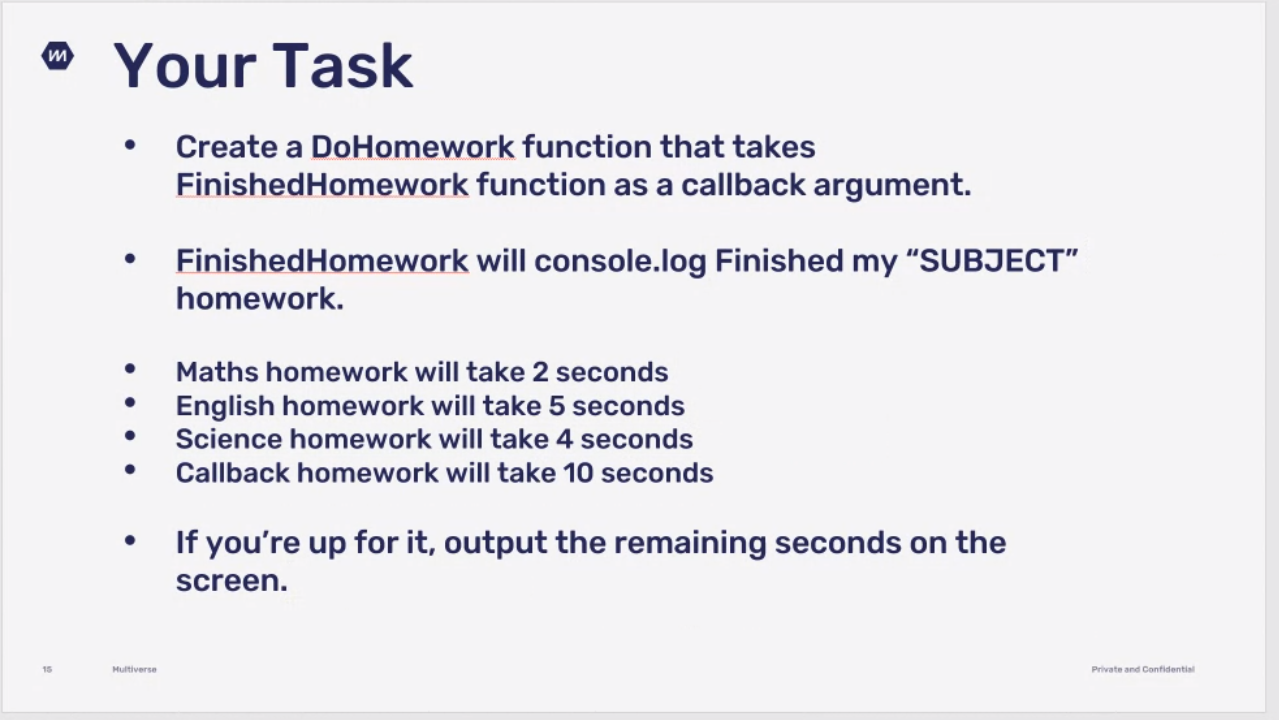 Your Task
• Create a DoHomework function that takes
FinishedHomework function as a callback argument.
• FinishedHomework will console.log Finished my “SUBJECT”
homework.
• Maths homework will take 2 seconds
• English homework will take 5 seconds
• Science homework will take 4 seconds
• Callback homework will take 10 seconds
• If you’re up for it, output the remaining seconds on the
screen.
15 Multiverse Private and Confidential